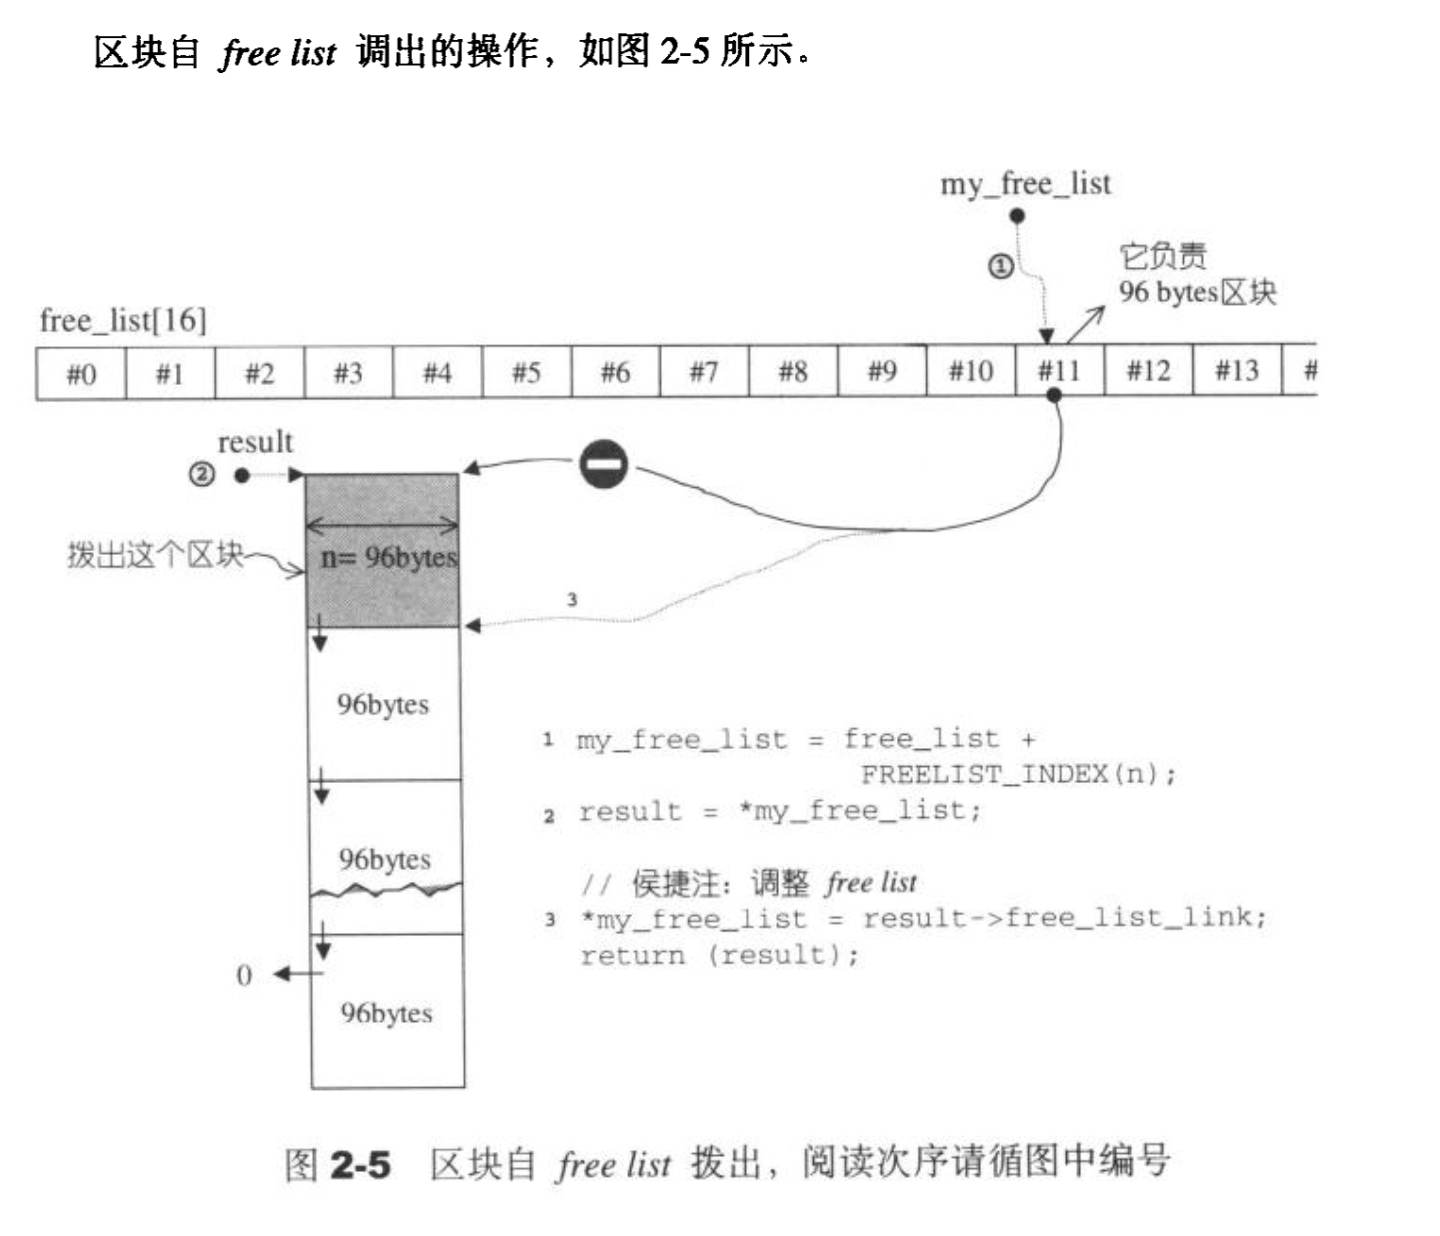 区块自 free list 调出的操作，如图 2-5 所示。
my_free_list
①
它负责
96 bytes区块
free_list[16]
#0 #1 #2 #3 #4 #5 #6 #7 #8 #9 #10 #11 #12 #13 #
result
②
拨出这个区块
n= 96bytes
3
96bytes
96bytes
0
96bytes
1 my_free_list = free_list +
FREELIST_INDEX(n);
2 result = *my_free_list;
// 侯捷注：调整 free list
3 *my_free_list = result->free_list_link;
return (result);
图 2-5 区块自 free list 拨出，阅读次序请循图中编号